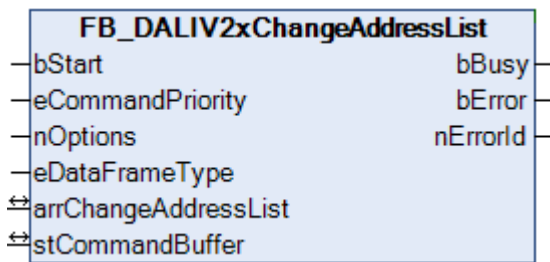 FB_DALIV2xChangeAddressList
bStart bBusy
eCommandPriority bError
nOptions nErrorId
eDataFrameType
arrChangeAddressList
stCommandBuffer